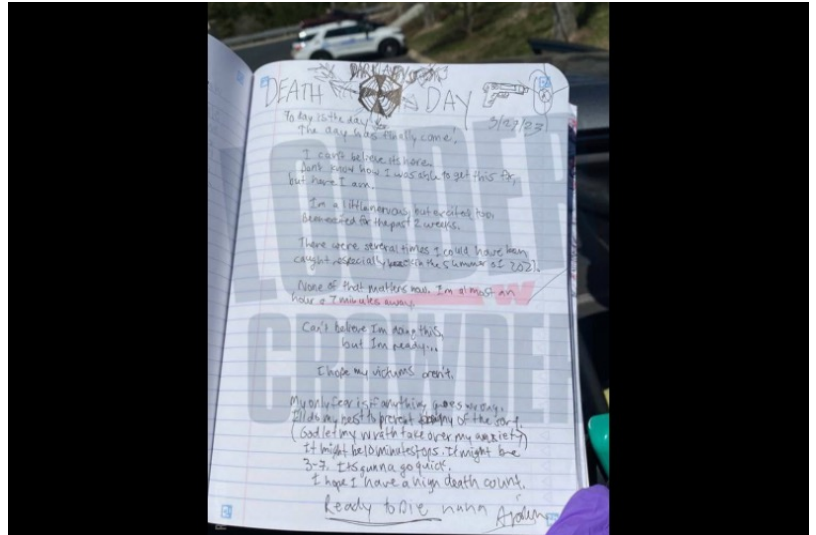 DARK ABYSS
DEATH DAY
3/27/23
Today is the day
The day has finally come!
I can't believe its here.
Don't know how I was able to get this far,
but here I am.
I'm a little nervous, but excited too.
Been excited for the past 2 weeks.
There were several times I could have been
caught, especially back in the summer of 2021.
None of that matters now. I'm almost an
hour & 7 minutes away.
Can't believe I'm doing this,
but I'm ready...
I hope my victims aren't.
My only fear is if anything goes wrong.
I'll do my best to prevent any of the sort.
(God let my wrath take over my anxiety)
It might be 10 minutes tops. It might be
3-7. Its gunna go quick.
I hope I have a high death count.
Ready to Die haha Aiden
LOUDER
W
CROWDER